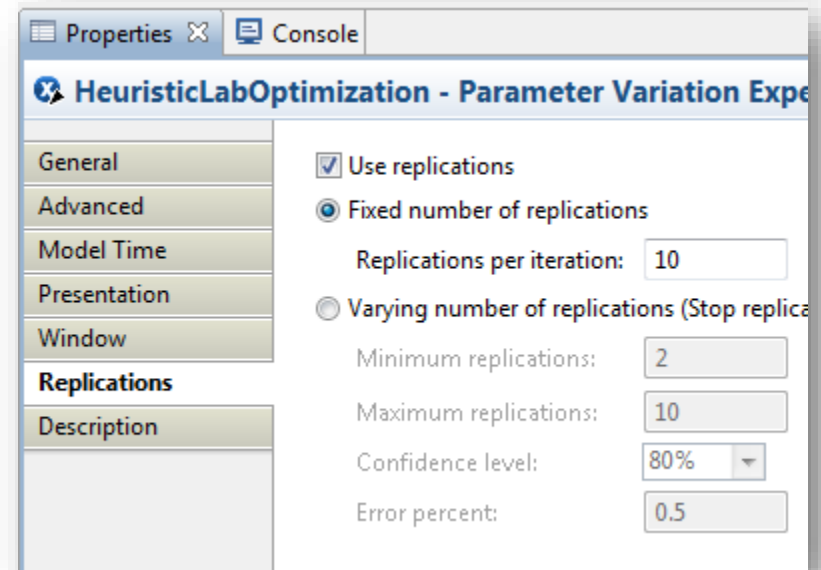 Properties Console
HeuristicLabOptimization - Parameter Variation Expe
General
Advanced
Model Time
Presentation
Window
Replications
Description
Use replications
Fixed number of replications
Replications per iteration: 10
Varying number of replications (Stop replica
Minimum replications: 2
Maximum replications: 10
Confidence level: 80%
Error percent: 0.5